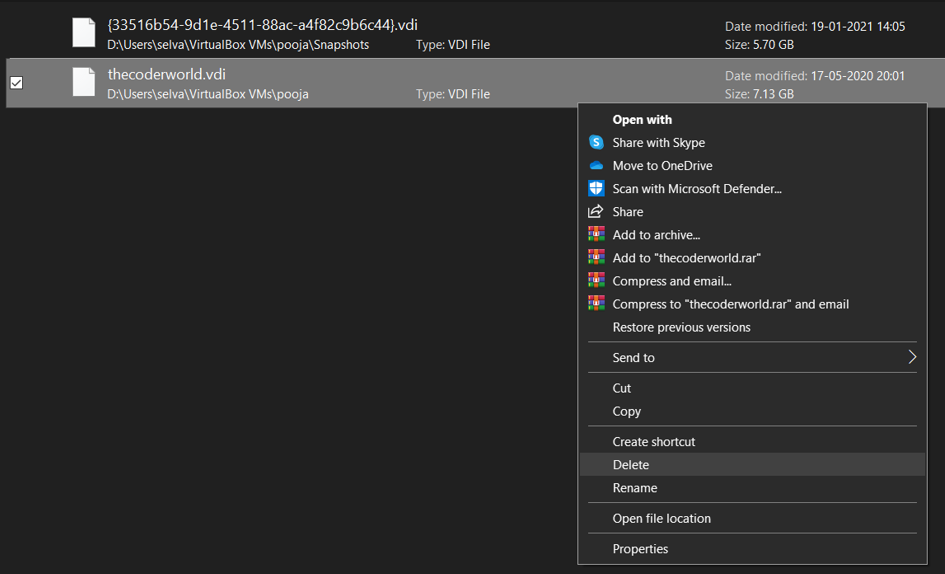 {33516b54-9d1e-4511-88ac-a4f82c9b6c44}.vdi
Date modified: 19-01-2021 14:05
D:\Users\selva\VirtualBox VMs\pooja\Snapshots Type: VDI File Size: 5.70 GB
thecoderworld.vdi
Date modified: 17-05-2020 20:01
D:\Users\selva\VirtualBox VMs\pooja Type: VDI File Size: 7.13 GB
Open with
Share with Skype
Move to OneDrive
Scan with Microsoft Defender...
Share
Add to archive...
Add to "thecoderworld.rar"
Compress and email...
Compress to "thecoderworld.rar" and email
Restore previous versions
Send to
Cut
Copy
Create shortcut
Delete
Rename
Open file location
Properties